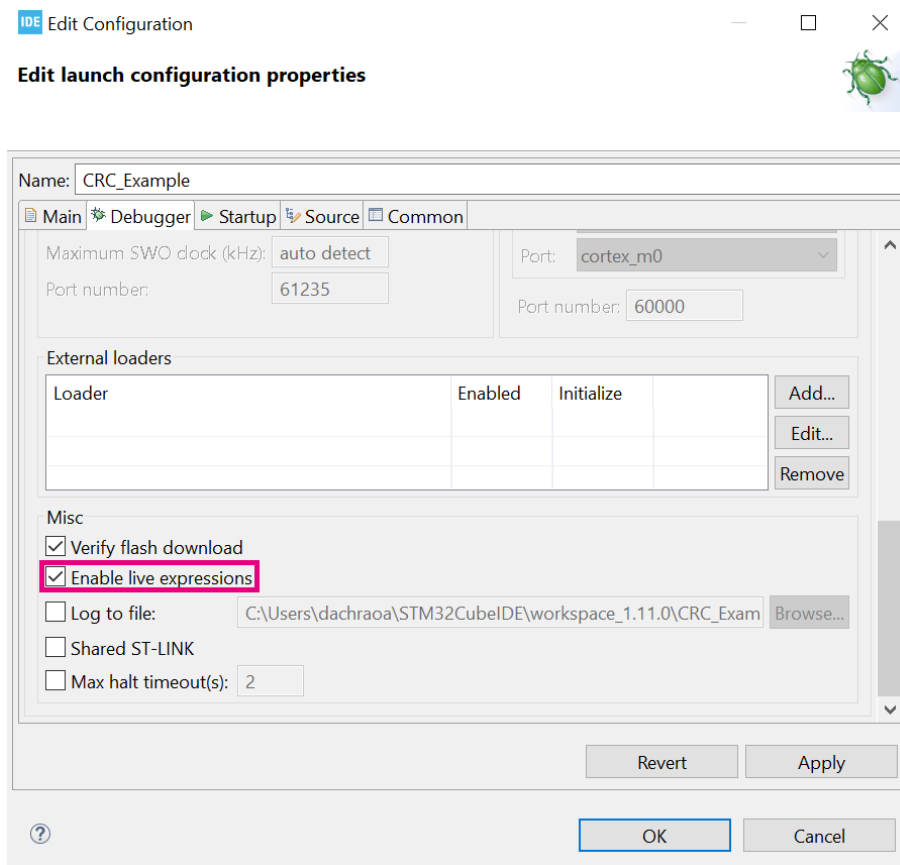 IDE Edit Configuration
Edit launch configuration properties
Name: CRC_Example
Main Debugger Startup Source Common
Maximum SWO clock (kHz): auto detect
Port: cortex_m0
Port number: 61235
Port number: 60000
External loaders
Loader Enabled Initialize
Add...
Edit...
Remove
Misc
Verify flash download
Enable live expressions
Log to file: C:\Users\dachraoa\STM32CubeIDE\workspace_1.11.0\CRC_Exam Browse...
Shared ST-LINK
Max halt timeout(s): 2
Revert Apply
? OK Cancel